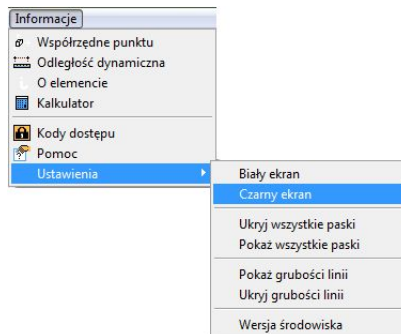 Informacje
Współrzędne punktu
Odległość dynamiczna
O elemencie
Kalkulator
Kody dostępu
Pomoc
Ustawienia
Biały ekran
Czarny ekran
Ukryj wszystkie paski
Pokaż wszystkie paski
Pokaż grubości linii
Ukryj grubości linii
Wersja środowiska